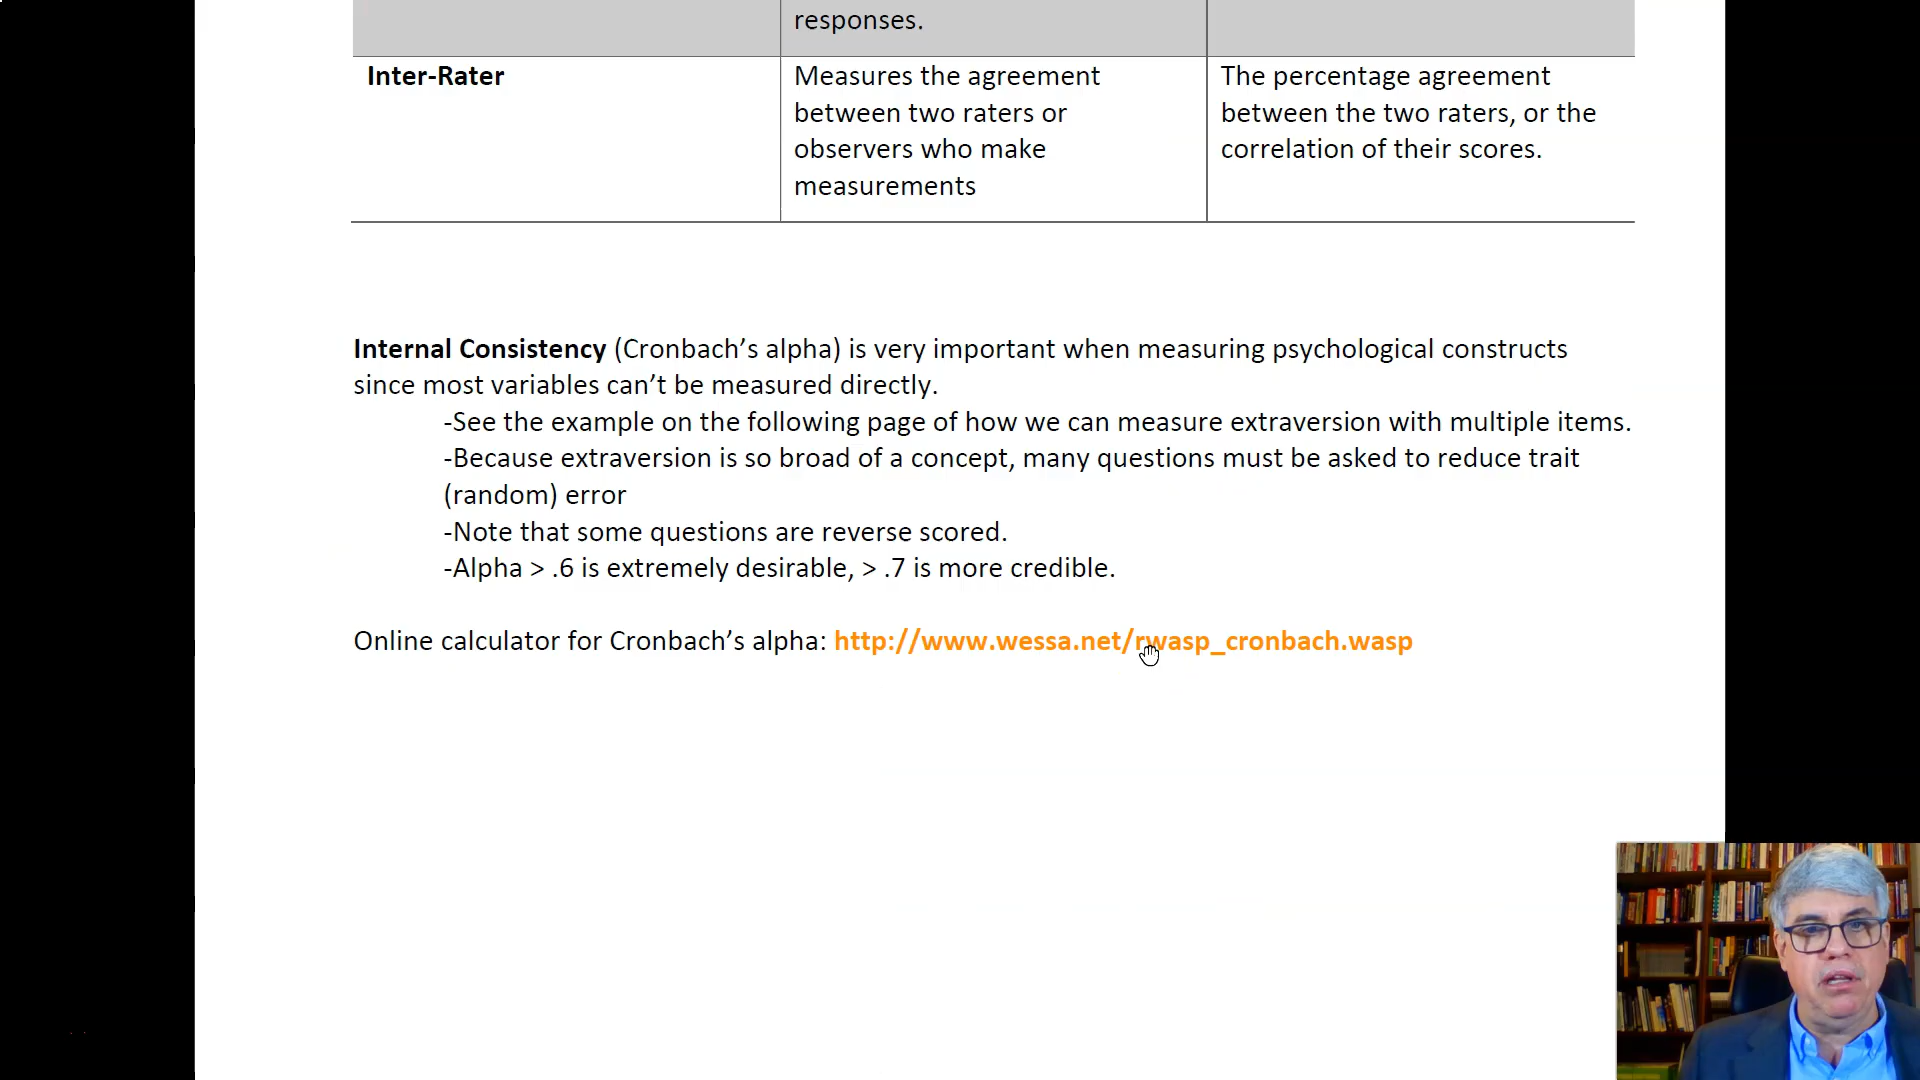 responses.
Inter-Rater
Measures the agreement
between two raters or
observers who make
measurements
The percentage agreement
between the two raters, or the
correlation of their scores.
Internal Consistency (Cronbach’s alpha) is very important when measuring psychological constructs
since most variables can’t be measured directly.
-See the example on the following page of how we can measure extraversion with multiple items.
-Because extraversion is so broad of a concept, many questions must be asked to reduce trait
(random) error
-Note that some questions are reverse scored.
-Alpha > .6 is extremely desirable, > .7 is more credible.
Online calculator for Cronbach’s alpha: http://www.wessa.net/rwasp_cronbach.wasp